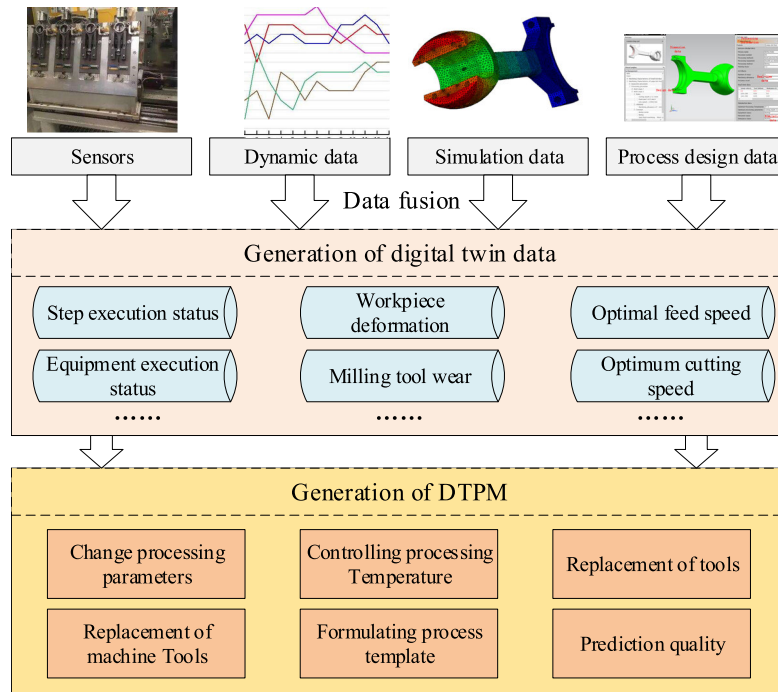 Sensors
Dynamic data
Simulation data
Process design data
Data fusion
Generation of digital twin data
Step execution status
Workpiece
deformation
Optimal feed speed
Equipment execution
status
Milling tool wear
Optimum cutting
speed
......
......
......
Generation of DTPM
Change processing
parameters
Controlling processing
Temperature
Replacement of tools
Replacement of
machine Tools
Formulating process
template
Prediction quality